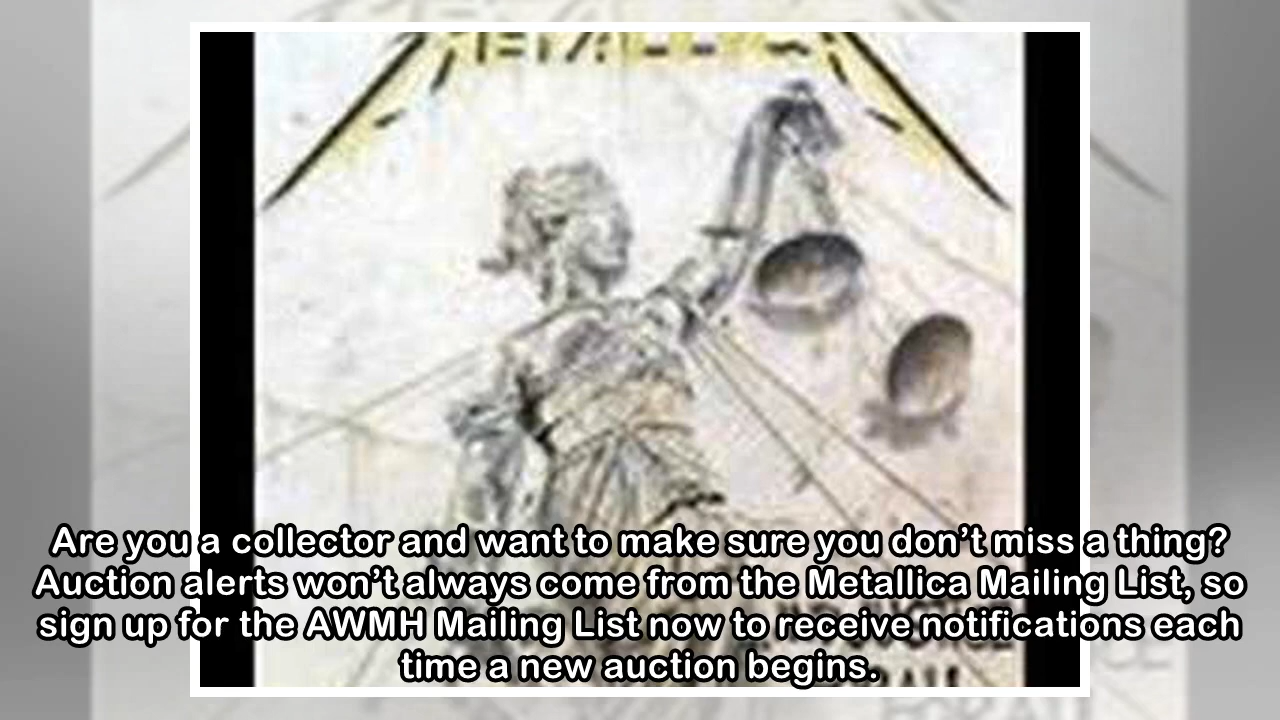 METALLICA
Are you a collector and want to make sure you don't miss a thing?
Auction alerts won't always come from the Metallica Mailing List, so
sign up for the AWMH Mailing List now to receive notifications each
time a new auction begins.